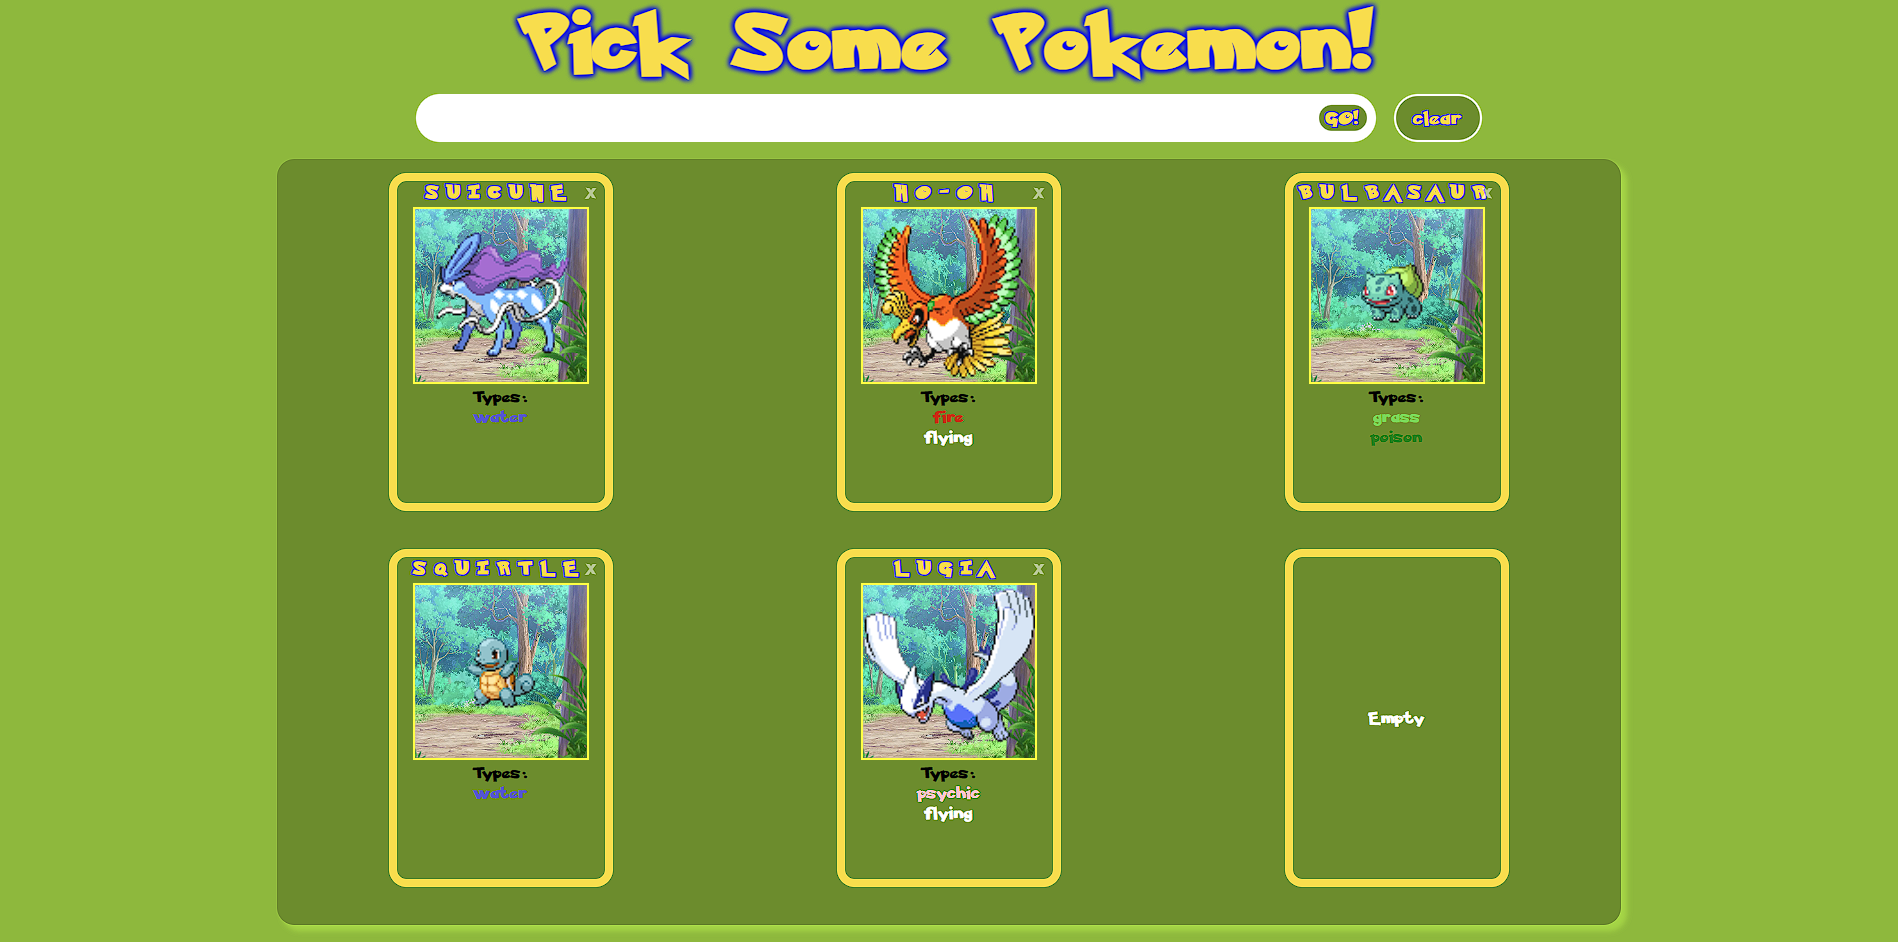 Pick Some Pokemon!
GO!
clear
SUICUNE x
HO-OH x
BULBASAUR x
Types:
water
Types:
fire
flying
Types:
grass
poison
SQUIRTLE x
LUGIA x
Types:
water
Types:
psychic
flying
Empty